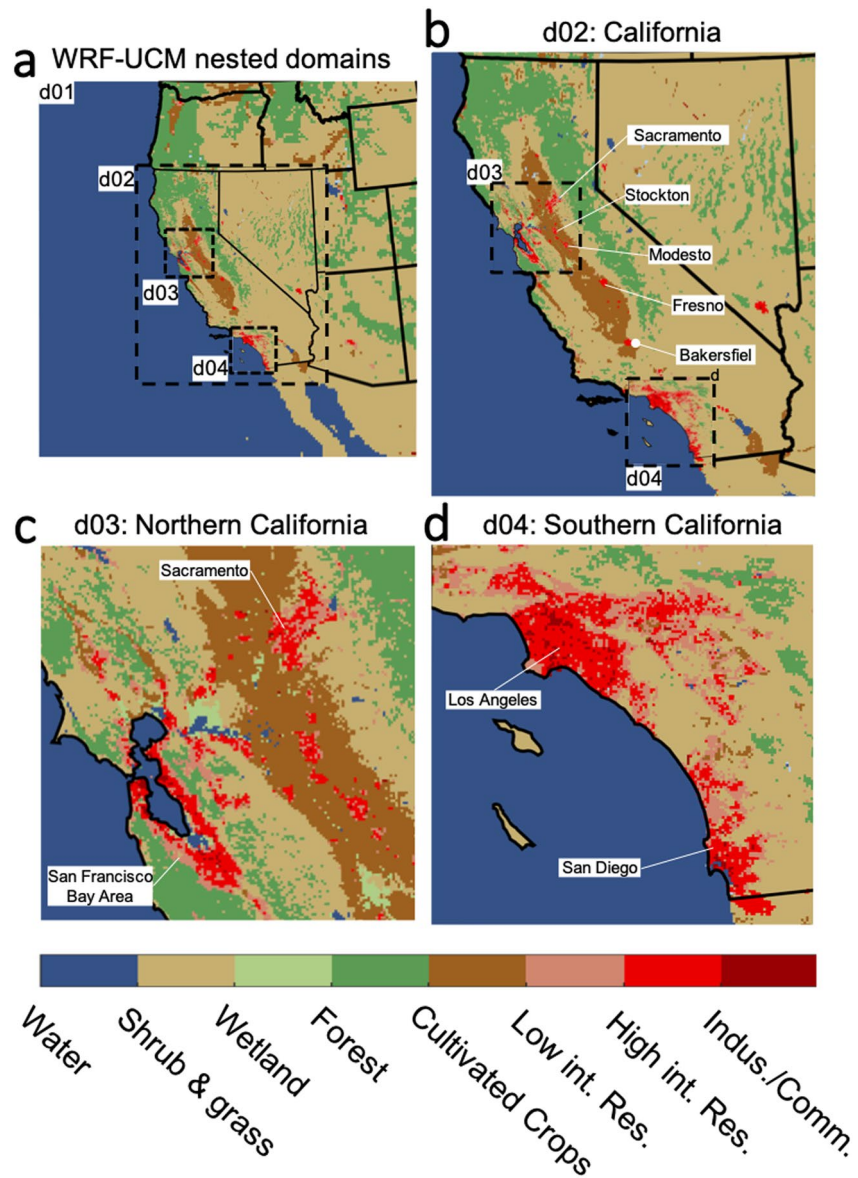 a
WRF-UCM nested domains
d01
d02
d03
d04
b
d02: California
Sacramento
d03
Stockton
Modesto
Fresno
Bakersfiel
d
d04
c
d03: Northern California
Sacramento
San Francisco
Bay Area
d
d04: Southern California
Los Angeles
San Diego
Water
Shrub & grass
Wetland
Forest
Cultivated Crops
Low int. Res.
High int. Res.
Indus./Comm.